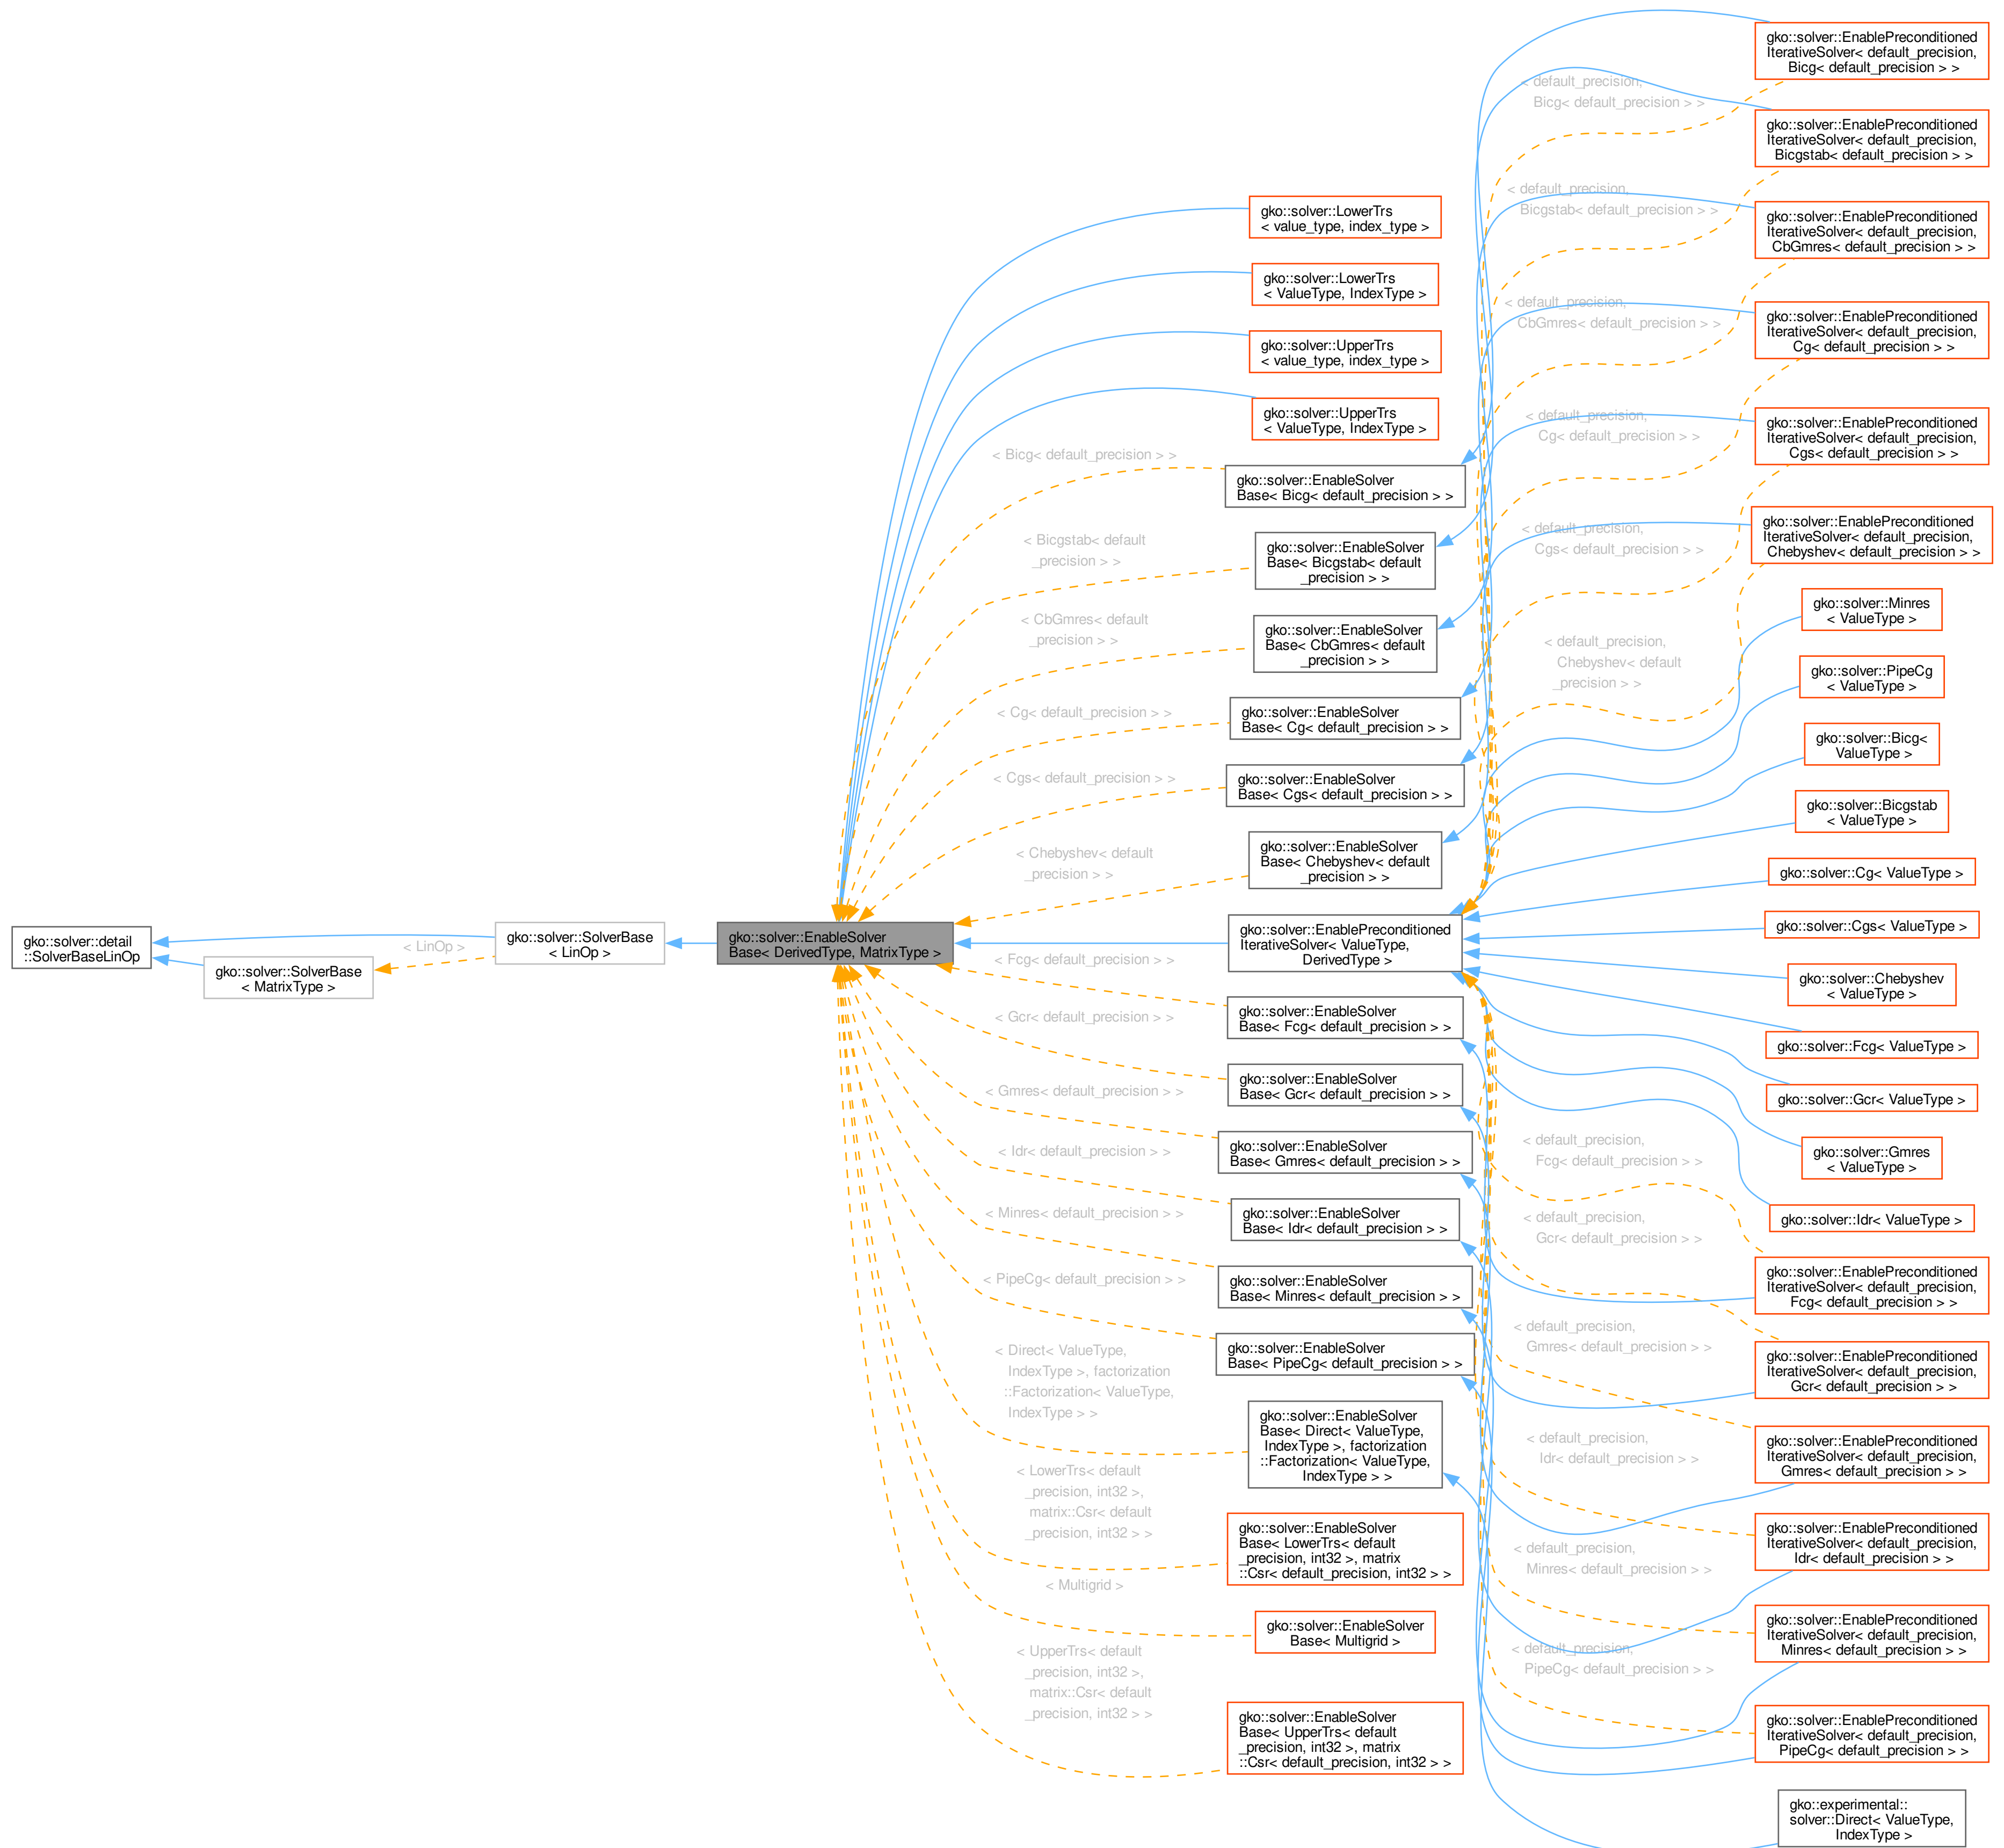 gko::solver::detail
::SolverBaseLinOp
< LinOp >
gko::solver::SolverBase
< MatrixType >
gko::solver::SolverBase
< LinOp >
gko::solver::EnableSolver
Base< DerivedType, MatrixType >
< Bicg< default_precision > >
< Bicgstab< default
_precision > >
< CbGmres< default
_precision > >
< Cg< default_precision > >
< Cgs< default_precision > >
< Chebyshev< default
_precision > >
< Fcg< default_precision > >
< Gcr< default_precision > >
< Gmres< default_precision > >
< Idr< default_precision > >
< Minres< default_precision > >
< PipeCg< default_precision > >
< Direct< ValueType,
IndexType >, factorization
::Factorization< ValueType,
IndexType > >
< LowerTrs< default
_precision, int32 >,
matrix::Csr< default
_precision, int32 > >
< Multigrid >
< UpperTrs< default
_precision, int32 >,
matrix::Csr< default
_precision, int32 > >
gko::solver::LowerTrs
< value_type, index_type >
gko::solver::LowerTrs
< ValueType, IndexType >
gko::solver::UpperTrs
< value_type, index_type >
gko::solver::UpperTrs
< ValueType, IndexType >
gko::solver::EnableSolver
Base< Bicg< default_precision > >
gko::solver::EnableSolver
Base< Bicgstab< default
_precision > >
gko::solver::EnableSolver
Base< CbGmres< default
_precision > >
gko::solver::EnableSolver
Base< Cg< default_precision > >
gko::solver::EnableSolver
Base< Cgs< default_precision > >
gko::solver::EnableSolver
Base< Chebyshev< default
_precision > >
gko::solver::EnablePreconditioned
IterativeSolver< ValueType,
DerivedType >
gko::solver::EnableSolver
Base< Fcg< default_precision > >
gko::solver::EnableSolver
Base< Gcr< default_precision > >
gko::solver::EnableSolver
Base< Gmres< default_precision > >
gko::solver::EnableSolver
Base< Idr< default_precision > >
gko::solver::EnableSolver
Base< Minres< default_precision > >
gko::solver::EnableSolver
Base< PipeCg< default_precision > >
gko::solver::EnableSolver
Base< Direct< ValueType,
IndexType >, factorization
::Factorization< ValueType,
IndexType > >
gko::solver::EnableSolver
Base< LowerTrs< default
_precision, int32 >, matrix
::Csr< default_precision, int32 > >
gko::solver::EnableSolver
Base< Multigrid >
gko::solver::EnableSolver
Base< UpperTrs< default
_precision, int32 >, matrix
::Csr< default_precision, int32 > >
< default_precision,
Bicg< default_precision > >
< default_precision,
Bicgstab< default_precision > >
< default_precision,
CbGmres< default_precision > >
< default_precision,
Cg< default_precision > >
< default_precision,
Cgs< default_precision > >
< default_precision,
Chebyshev< default
_precision > >
< default_precision,
Fcg< default_precision > >
< default_precision,
Gcr< default_precision > >
< default_precision,
Gmres< default_precision > >
< default_precision,
Idr< default_precision > >
< default_precision,
Minres< default_precision > >
< default_precision,
PipeCg< default_precision > >
gko::solver::EnablePreconditioned
IterativeSolver< default_precision,
Bicg< default_precision > >
gko::solver::EnablePreconditioned
IterativeSolver< default_precision,
Bicgstab< default_precision > >
gko::solver::EnablePreconditioned
IterativeSolver< default_precision,
CbGmres< default_precision > >
gko::solver::EnablePreconditioned
IterativeSolver< default_precision,
Cg< default_precision > >
gko::solver::EnablePreconditioned
IterativeSolver< default_precision,
Cgs< default_precision > >
gko::solver::EnablePreconditioned
IterativeSolver< default_precision,
Chebyshev< default_precision > >
gko::solver::Minres
< ValueType >
gko::solver::PipeCg
< ValueType >
gko::solver::Bicg<
ValueType >
gko::solver::Bicgstab
< ValueType >
gko::solver::Cg< ValueType >
gko::solver::Cgs< ValueType >
gko::solver::Chebyshev
< ValueType >
gko::solver::Fcg< ValueType >
gko::solver::Gcr< ValueType >
gko::solver::Gmres
< ValueType >
gko::solver::Idr< ValueType >
gko::solver::EnablePreconditioned
IterativeSolver< default_precision,
Fcg< default_precision > >
gko::solver::EnablePreconditioned
IterativeSolver< default_precision,
Gcr< default_precision > >
gko::solver::EnablePreconditioned
IterativeSolver< default_precision,
Gmres< default_precision > >
gko::solver::EnablePreconditioned
IterativeSolver< default_precision,
Idr< default_precision > >
gko::solver::EnablePreconditioned
IterativeSolver< default_precision,
Minres< default_precision > >
gko::solver::EnablePreconditioned
IterativeSolver< default_precision,
PipeCg< default_precision > >
gko::experimental::
solver::Direct< ValueType,
IndexType >